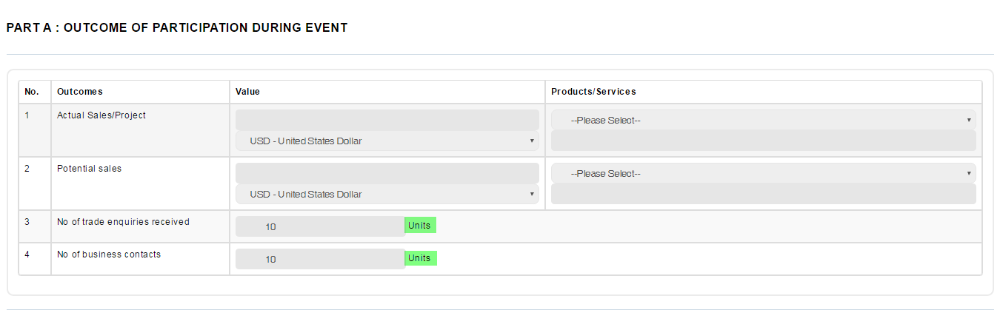 PART A : OUTCOME OF PARTICIPATION DURING EVENT
No. Outcomes Value Products/Services
1 Actual Sales/Project --Please Select--
USD - United States Dollar
2 Potential sales --Please Select--
USD - United States Dollar
3 No of trade enquiries received 10 Units
4 No of business contacts 10 Units